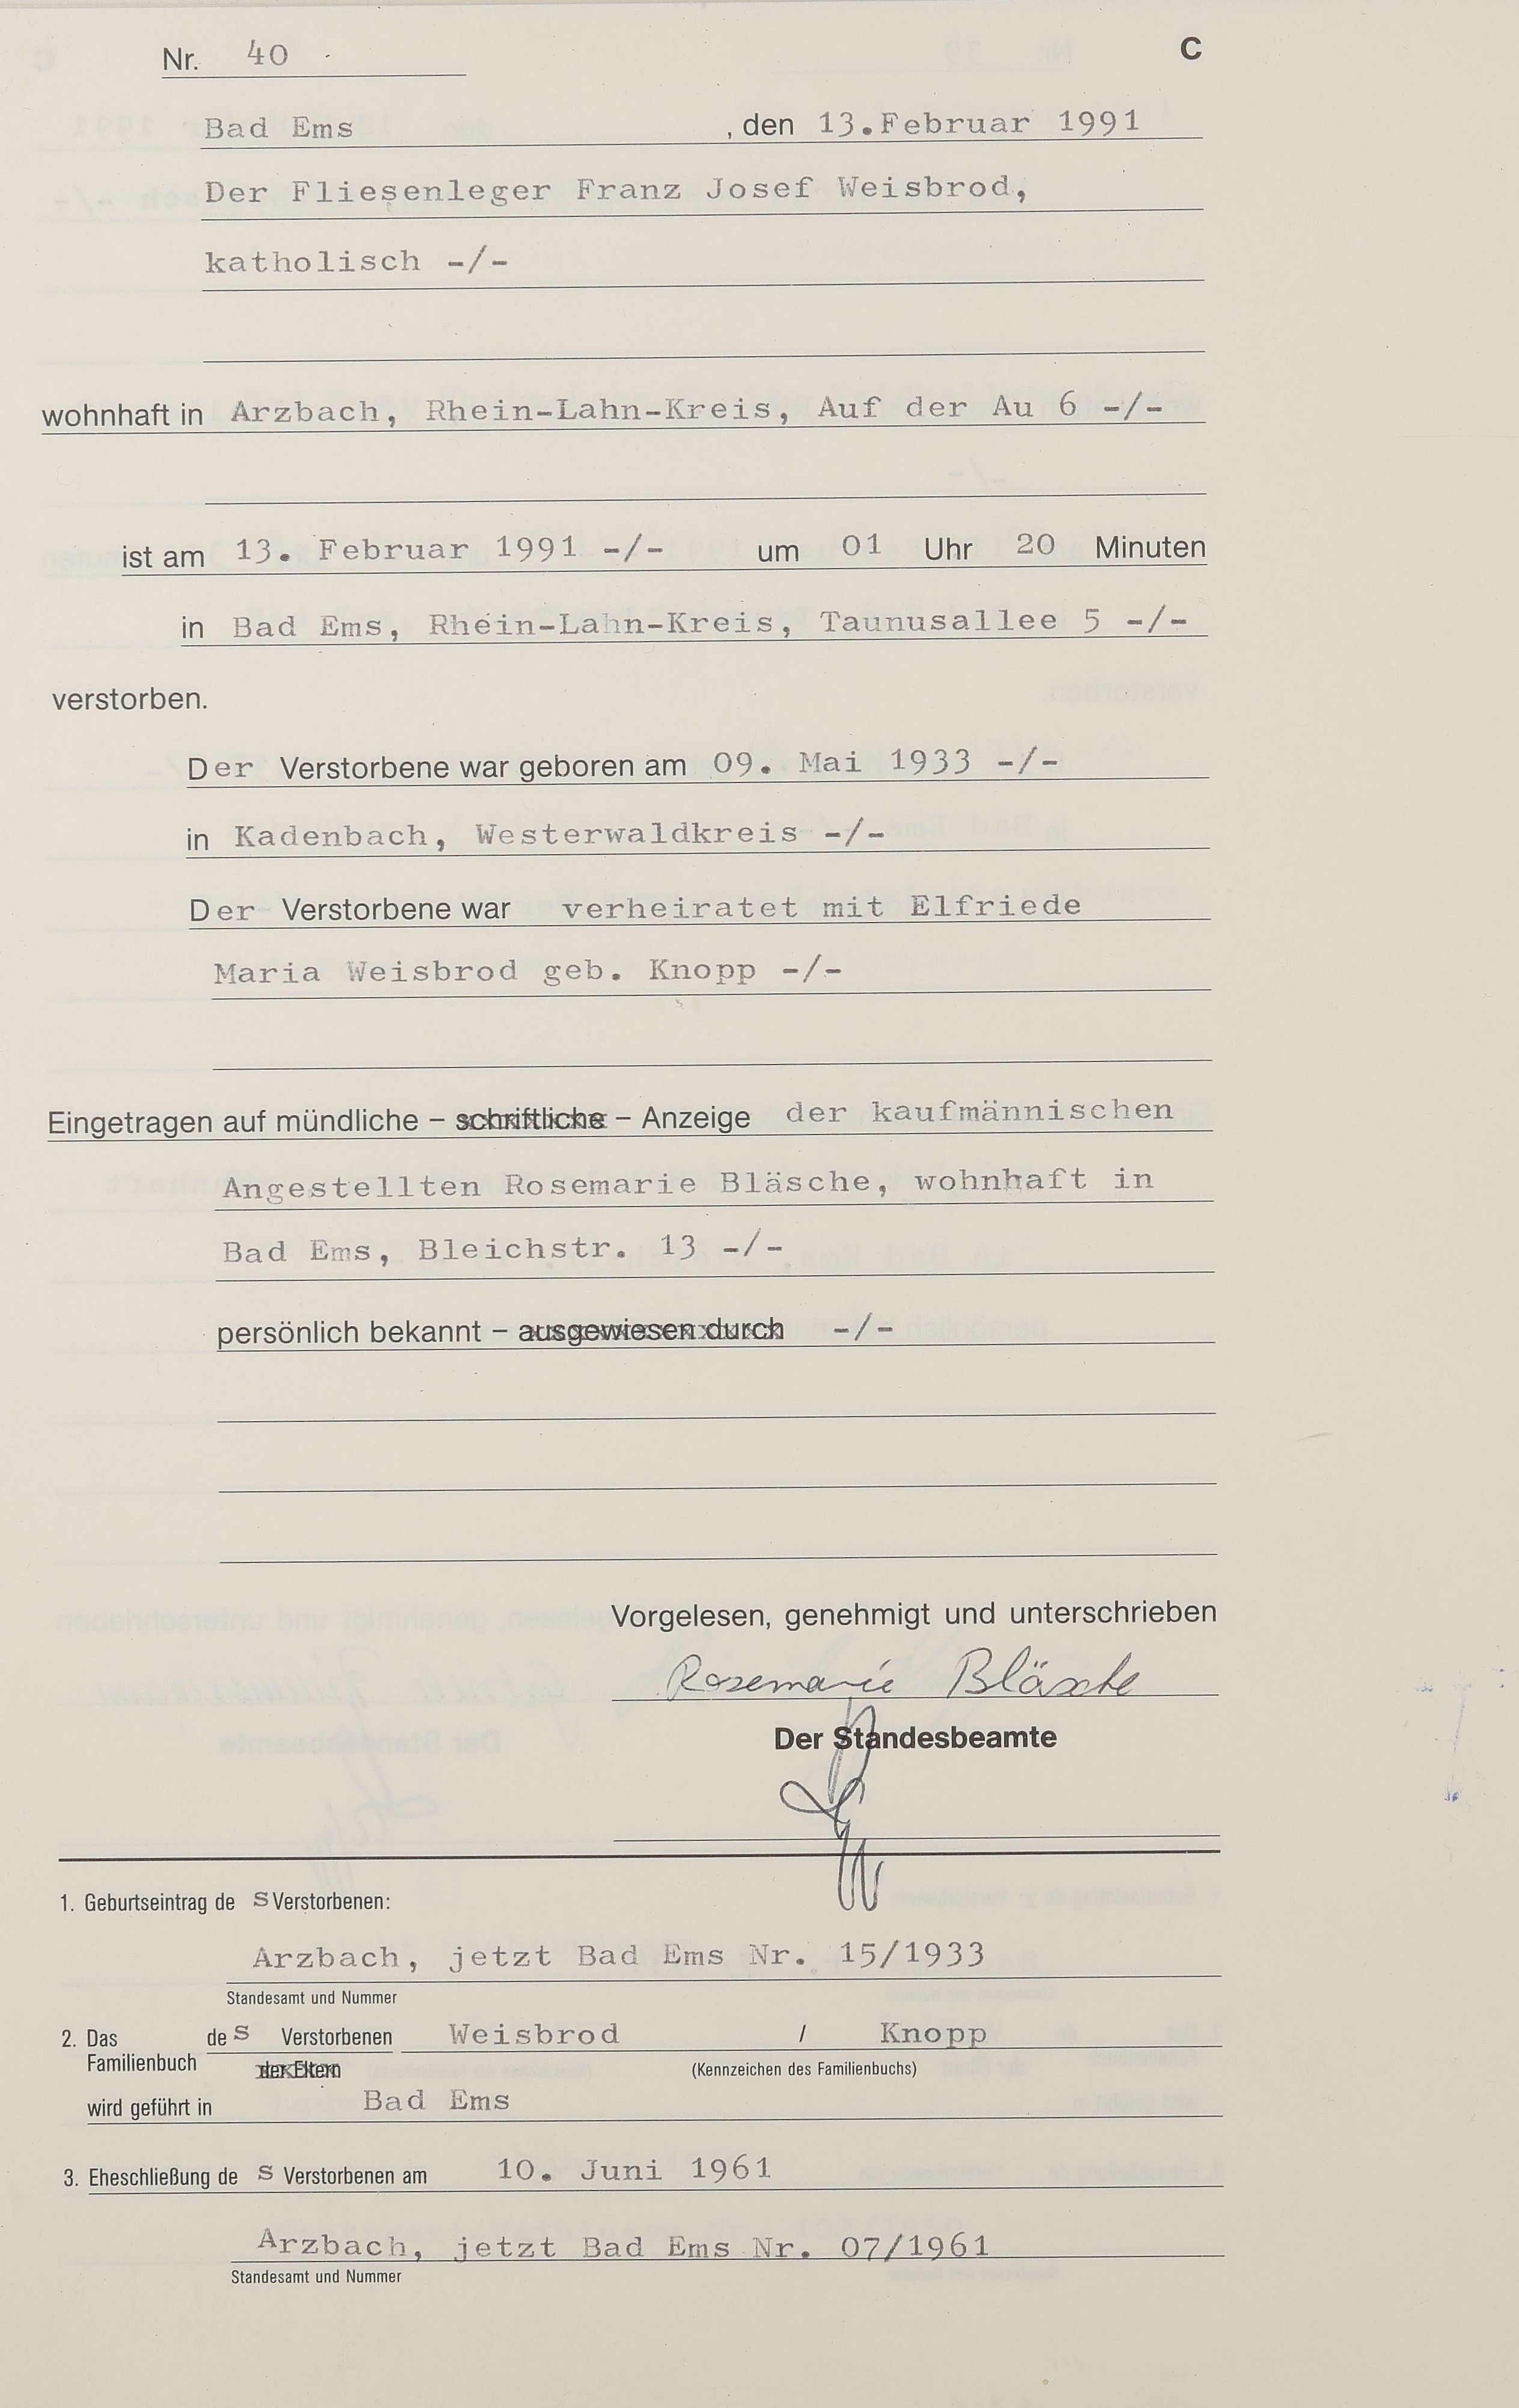 Nr. 40 C
Bad Ems , den 13.Februar 1991
Der Fliesenleger Franz Josef Weisbrod,
katholisch -/-
wohnhaft in Arzbach, Rhein-Lahn-Kreis, Auf der Au 6 -/-
ist am 13. Februar 1991 -/- um 01 Uhr 20 Minuten
in Bad Ems, Rhein-Lahn-Kreis, Taunusallee 5 -/-
verstorben.
Der Verstorbene war geboren am 09. Mai 1933 -/-
in Kadenbach, Westerwaldkreis -/-
Der Verstorbene war verheiratet mit Elfriede
Maria Weisbrod geb. Knopp -/-
Eingetragen auf mündliche – schriftliche – Anzeige der kaufmännischen
Angestellten Rosemarie Bläsche, wohnhaft in
Bad Ems, Bleichstr. 13 -/-
persönlich bekannt – ausgewiesen durch -/-
Vorgelesen, genehmigt und unterschrieben
Rosemarie Bläsche
Der Standesbeamte
1. Geburtseintrag de s Verstorbenen:
Arzbach, jetzt Bad Ems Nr. 15/1933
Standesamt und Nummer
2. Das de s Verstorbenen Weisbrod / Knopp
Familienbuch der Eltern (Kennzeichen des Familienbuchs)
wird geführt in Bad Ems
3. Eheschließung de s Verstorbenen am 10. Juni 1961
Arzbach, jetzt Bad Ems Nr. 07/1961
Standesamt und Nummer